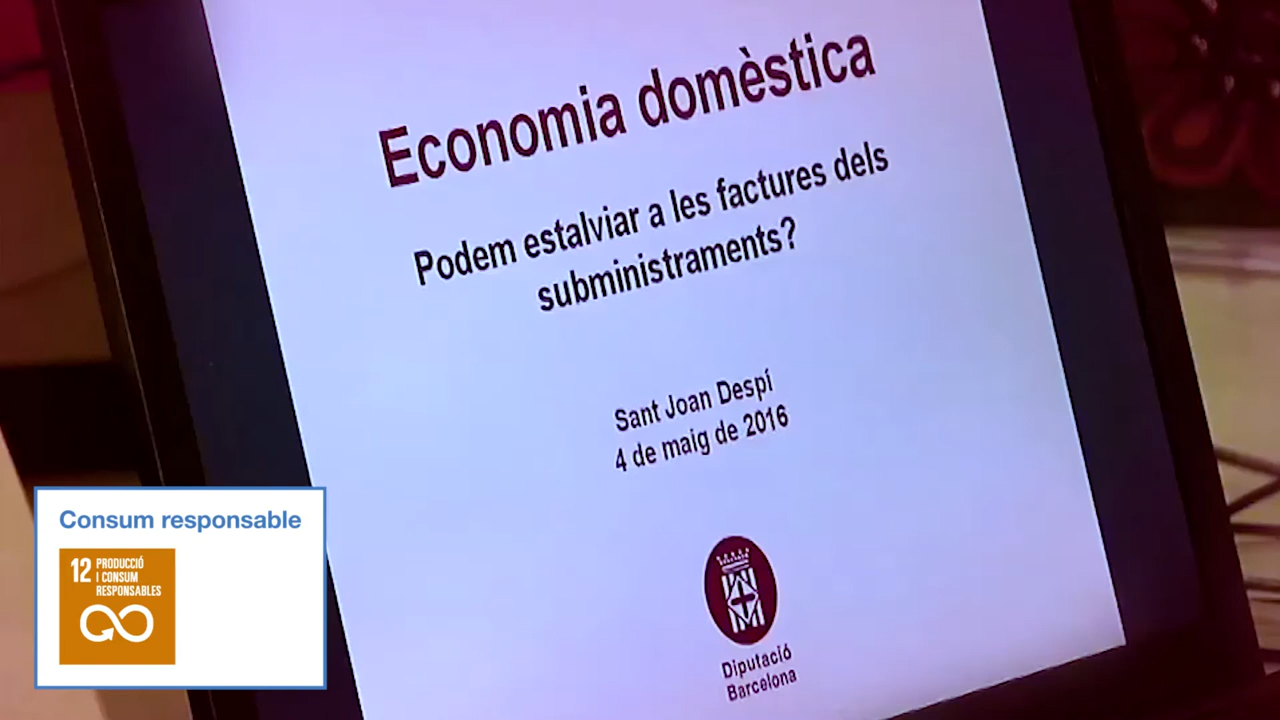 Economia domèstica
Podem estalviar a les factures dels
subministraments?
Sant Joan Despí
4 de maig de 2016
Diputació
Barcelona
Consum responsable
12 PRODUCCIÓ
I CONSUM
RESPONSABLES